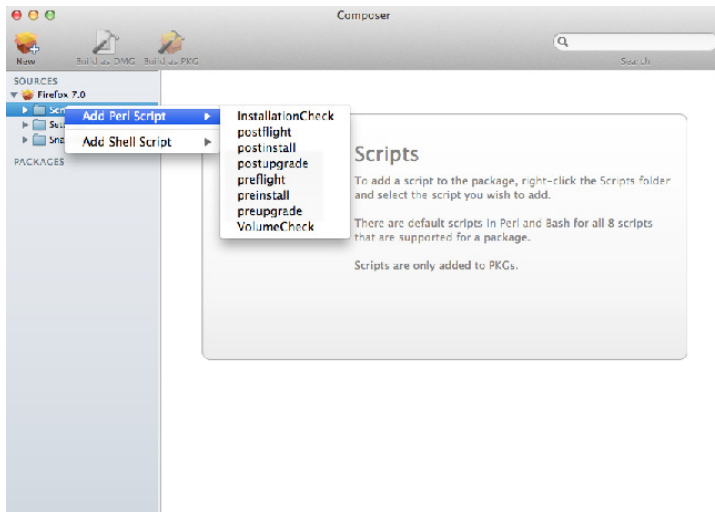 Composer
New
Build as DMG
Build as PKG
Search
SOURCES
Firefox 7.0
Add Perl Script
Add Shell Script
PACKAGES
InstallationCheck
postflight
postinstall
postupgrade
preflight
preinstall
preupgrade
VolumeCheck
Scripts
To add a script to the package, right-click the Scripts folder
and select the script you wish to add.
There are default scripts in Perl and Bash for all 8 scripts
that are supported for a package.
Scripts are only added to PKGs.